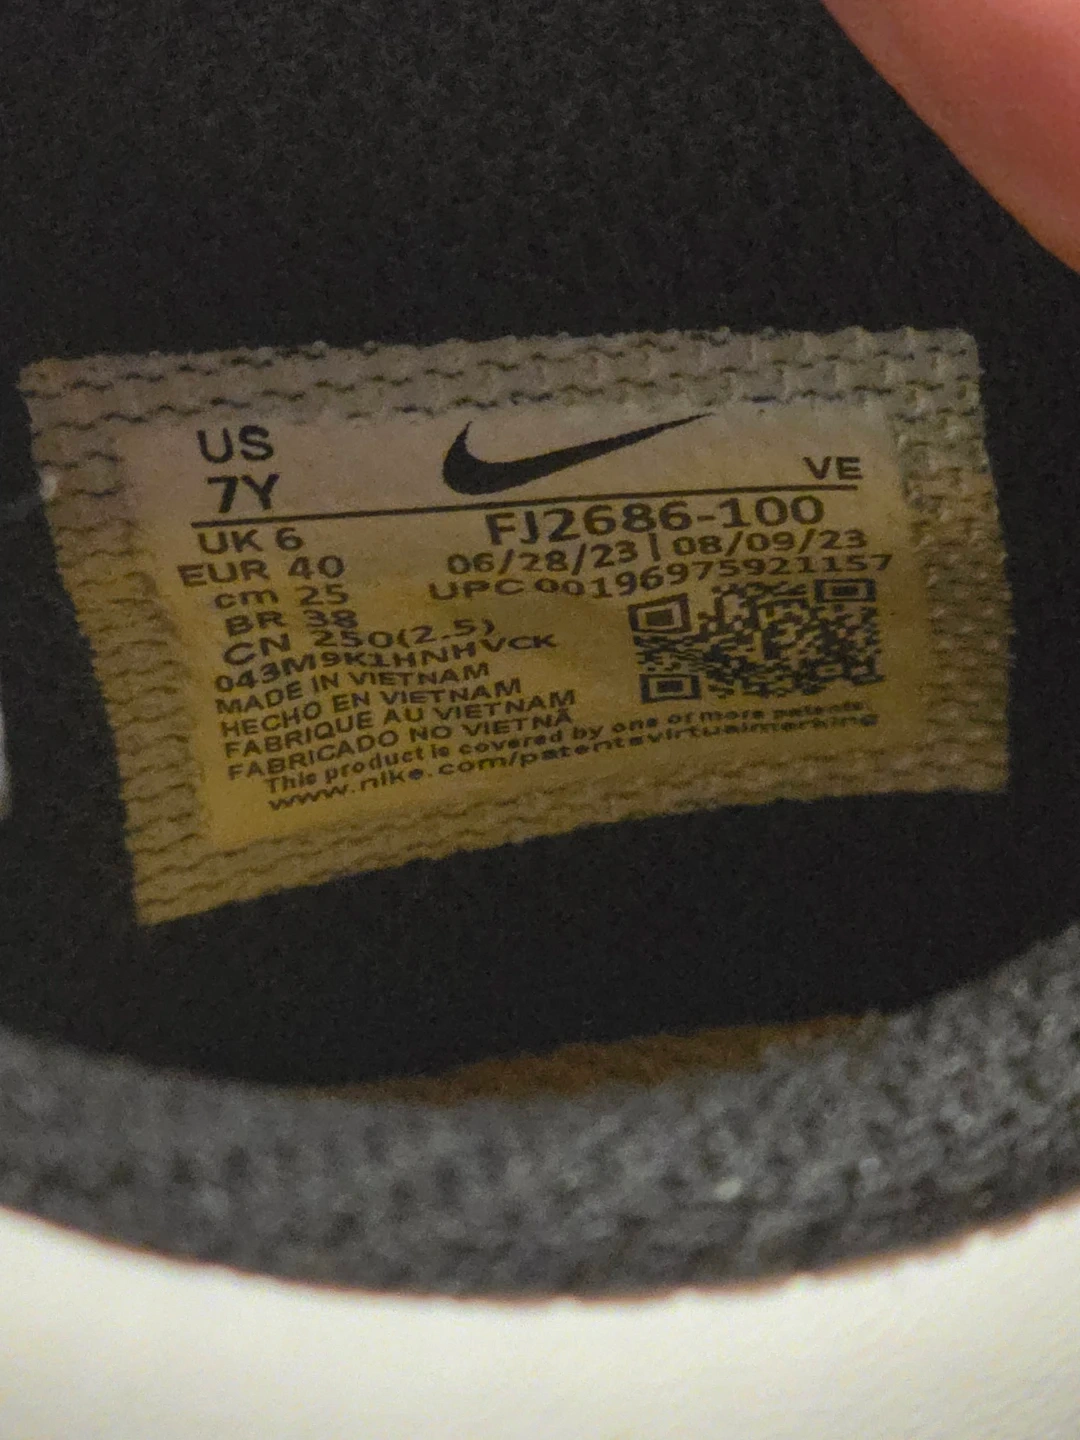 US
7Y
VE
UK 6
FJ2686-100
EUR 40
06/28/23 | 08/09/23
cm 25
UPC 00196975921157
BR 38
CN 250(2.5)
043M9K1HNHVCK
MADE IN VIETNAM
HECHO EN VIETNAM
FABRIQUE AU VIETNAM
FABRICADO NO VIETNÃ
This product is covered by one or more patents.
www.nike.com/patentsvirtualmarking